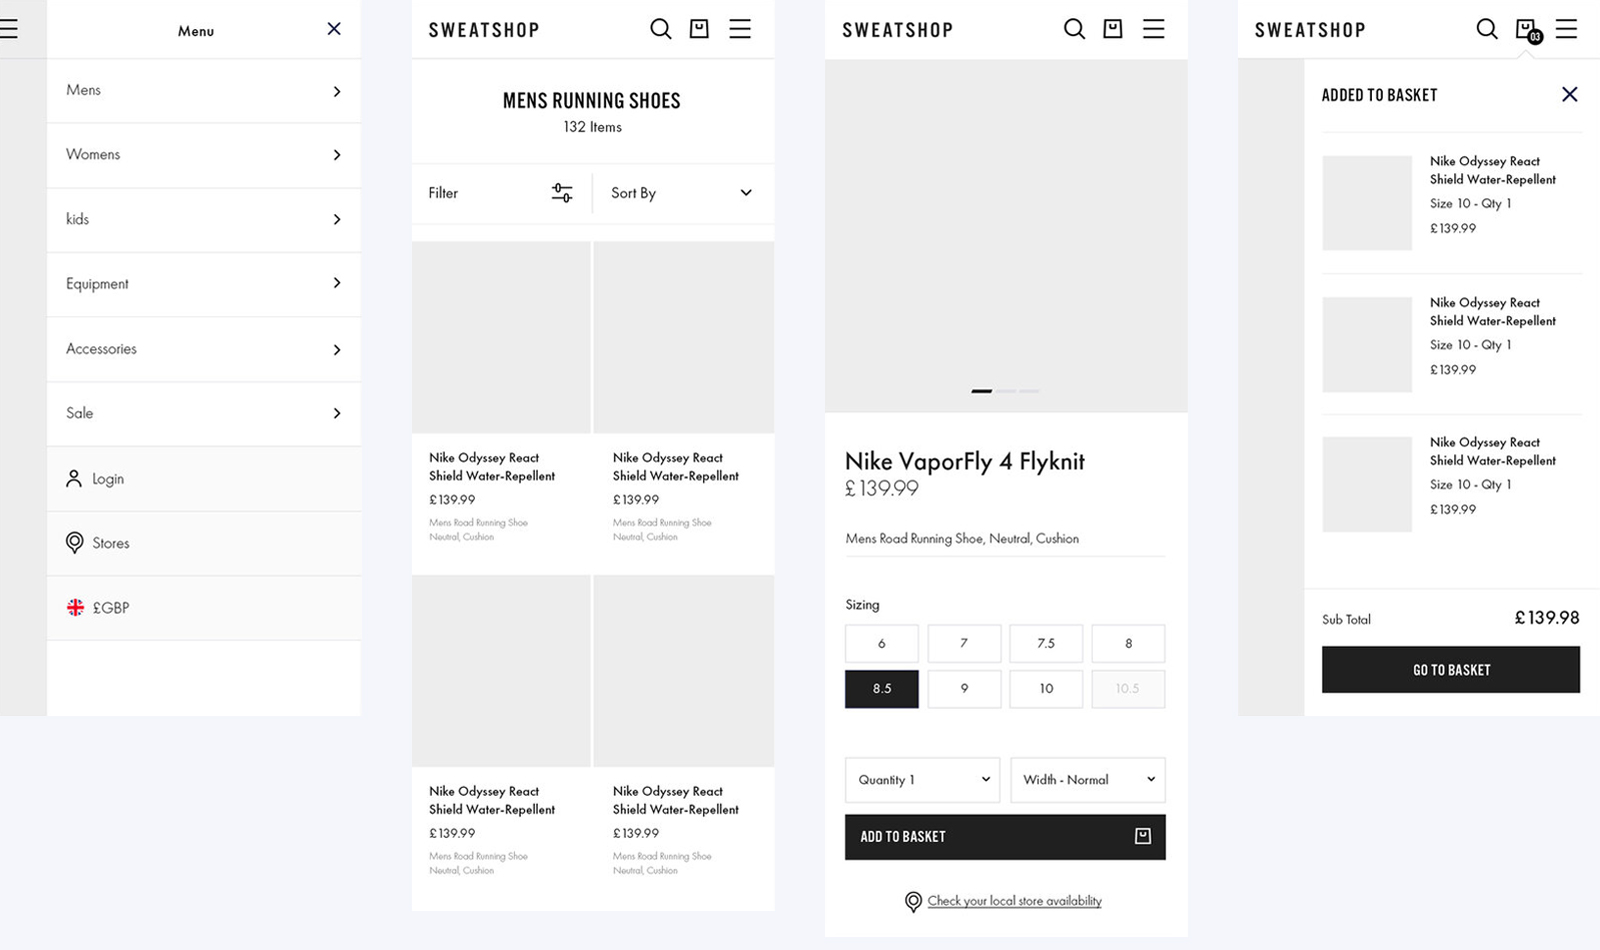 Menu
Mens
Womens
kids
Equipment
Accessories
Sale
Login
Stores
£GBP
SWEATSHOP
MENS RUNNING SHOES
132 Items
Filter
Sort By
Nike Odyssey React
Shield Water-Repellent
£139.99
Mens Road Running Shoe
Neutral, Cushion
Nike Odyssey React
Shield Water-Repellent
£139.99
Mens Road Running Shoe
Neutral, Cushion
Nike Odyssey React
Shield Water-Repellent
£139.99
Mens Road Running Shoe
Neutral, Cushion
Nike Odyssey React
Shield Water-Repellent
£139.99
Mens Road Running Shoe
Neutral, Cushion
SWEATSHOP
Nike VaporFly 4 Flyknit
£139.99
Mens Road Running Shoe, Neutral, Cushion
Sizing
6 7 7.5 8
8.5 9 10 10.5
Quantity 1 Width - Normal
ADD TO BASKET
Check your local store availability
SWEATSHOP
03
ADDED TO BASKET
Nike Odyssey React
Shield Water-Repellent
Size 10 - Qty 1
£139.99
Nike Odyssey React
Shield Water-Repellent
Size 10 - Qty 1
£139.99
Nike Odyssey React
Shield Water-Repellent
Size 10 - Qty 1
£139.99
Sub Total £139.98
GO TO BASKET